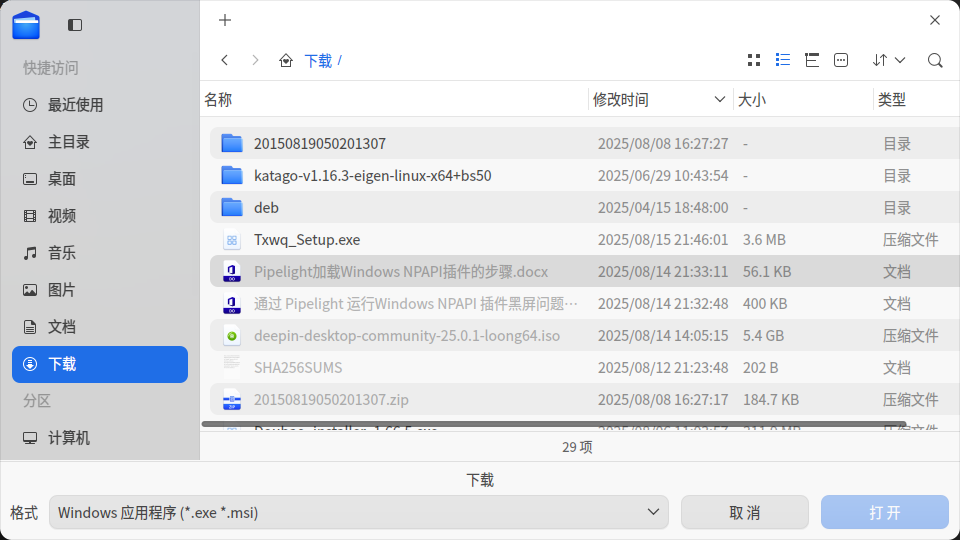 快捷访问
最近使用
主目录
桌面
视频
音乐
图片
文档
下载
分区
计算机
下载 /
名称 修改时间 大小 类型
20150819050201307 2025/08/08 16:27:27 - 目录
katago-v1.16.3-eigen-linux-x64+bs50 2025/06/29 10:43:54 - 目录
deb 2025/04/15 18:48:00 - 目录
Txwq_Setup.exe 2025/08/15 21:46:01 3.6 MB 压缩文件
Pipelight加载Windows NPAPI插件的步骤.docx 2025/08/14 21:33:11 56.1 KB 文档
通过 Pipelight 运行Windows NPAPI 插件黑屏问题… 2025/08/14 21:32:48 400 KB 文档
deepin-desktop-community-25.0.1-loong64.iso 2025/08/14 14:05:15 5.4 GB 压缩文件
SHA256SUMS 2025/08/12 21:23:48 202 B 文档
20150819050201307.zip 2025/08/08 16:27:17 184.7 KB 压缩文件
29 项
下载
格式 Windows 应用程序 (*.exe *.msi) 取 消 打 开